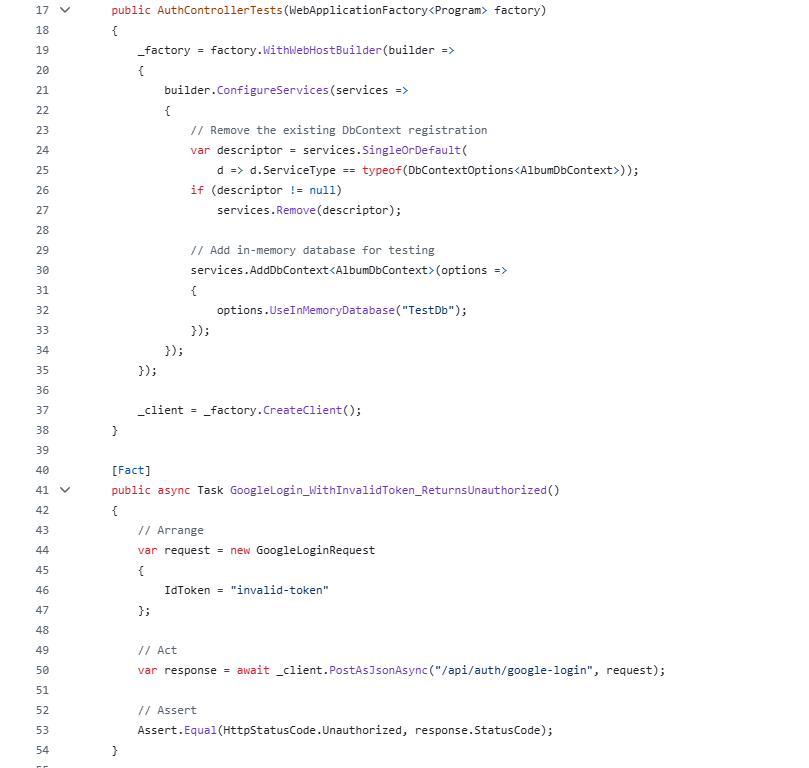 17 public AuthControllerTests(WebApplicationFactory<Program> factory)
18 {
19 _factory = factory.WithWebHostBuilder(builder =>
20 {
21 builder.ConfigureServices(services =>
22 {
23 // Remove the existing DbContext registration
24 var descriptor = services.SingleOrDefault(
25 d => d.ServiceType == typeof(DbContextOptions<AlbumDbContext>));
26 if (descriptor != null)
27 services.Remove(descriptor);
28
29 // Add in-memory database for testing
30 services.AddDbContext<AlbumDbContext>(options =>
31 {
32 options.UseInMemoryDatabase("TestDb");
33 });
34 });
35 });
36
37 _client = _factory.CreateClient();
38 }
39
40 [Fact]
41 public async Task GoogleLogin_WithInvalidToken_ReturnsUnauthorized()
42 {
43 // Arrange
44 var request = new GoogleLoginRequest
45 {
46 IdToken = "invalid-token"
47 };
48
49 // Act
50 var response = await _client.PostAsJsonAsync("/api/auth/google-login", request);
51
52 // Assert
53 Assert.Equal(HttpStatusCode.Unauthorized, response.StatusCode);
54 }